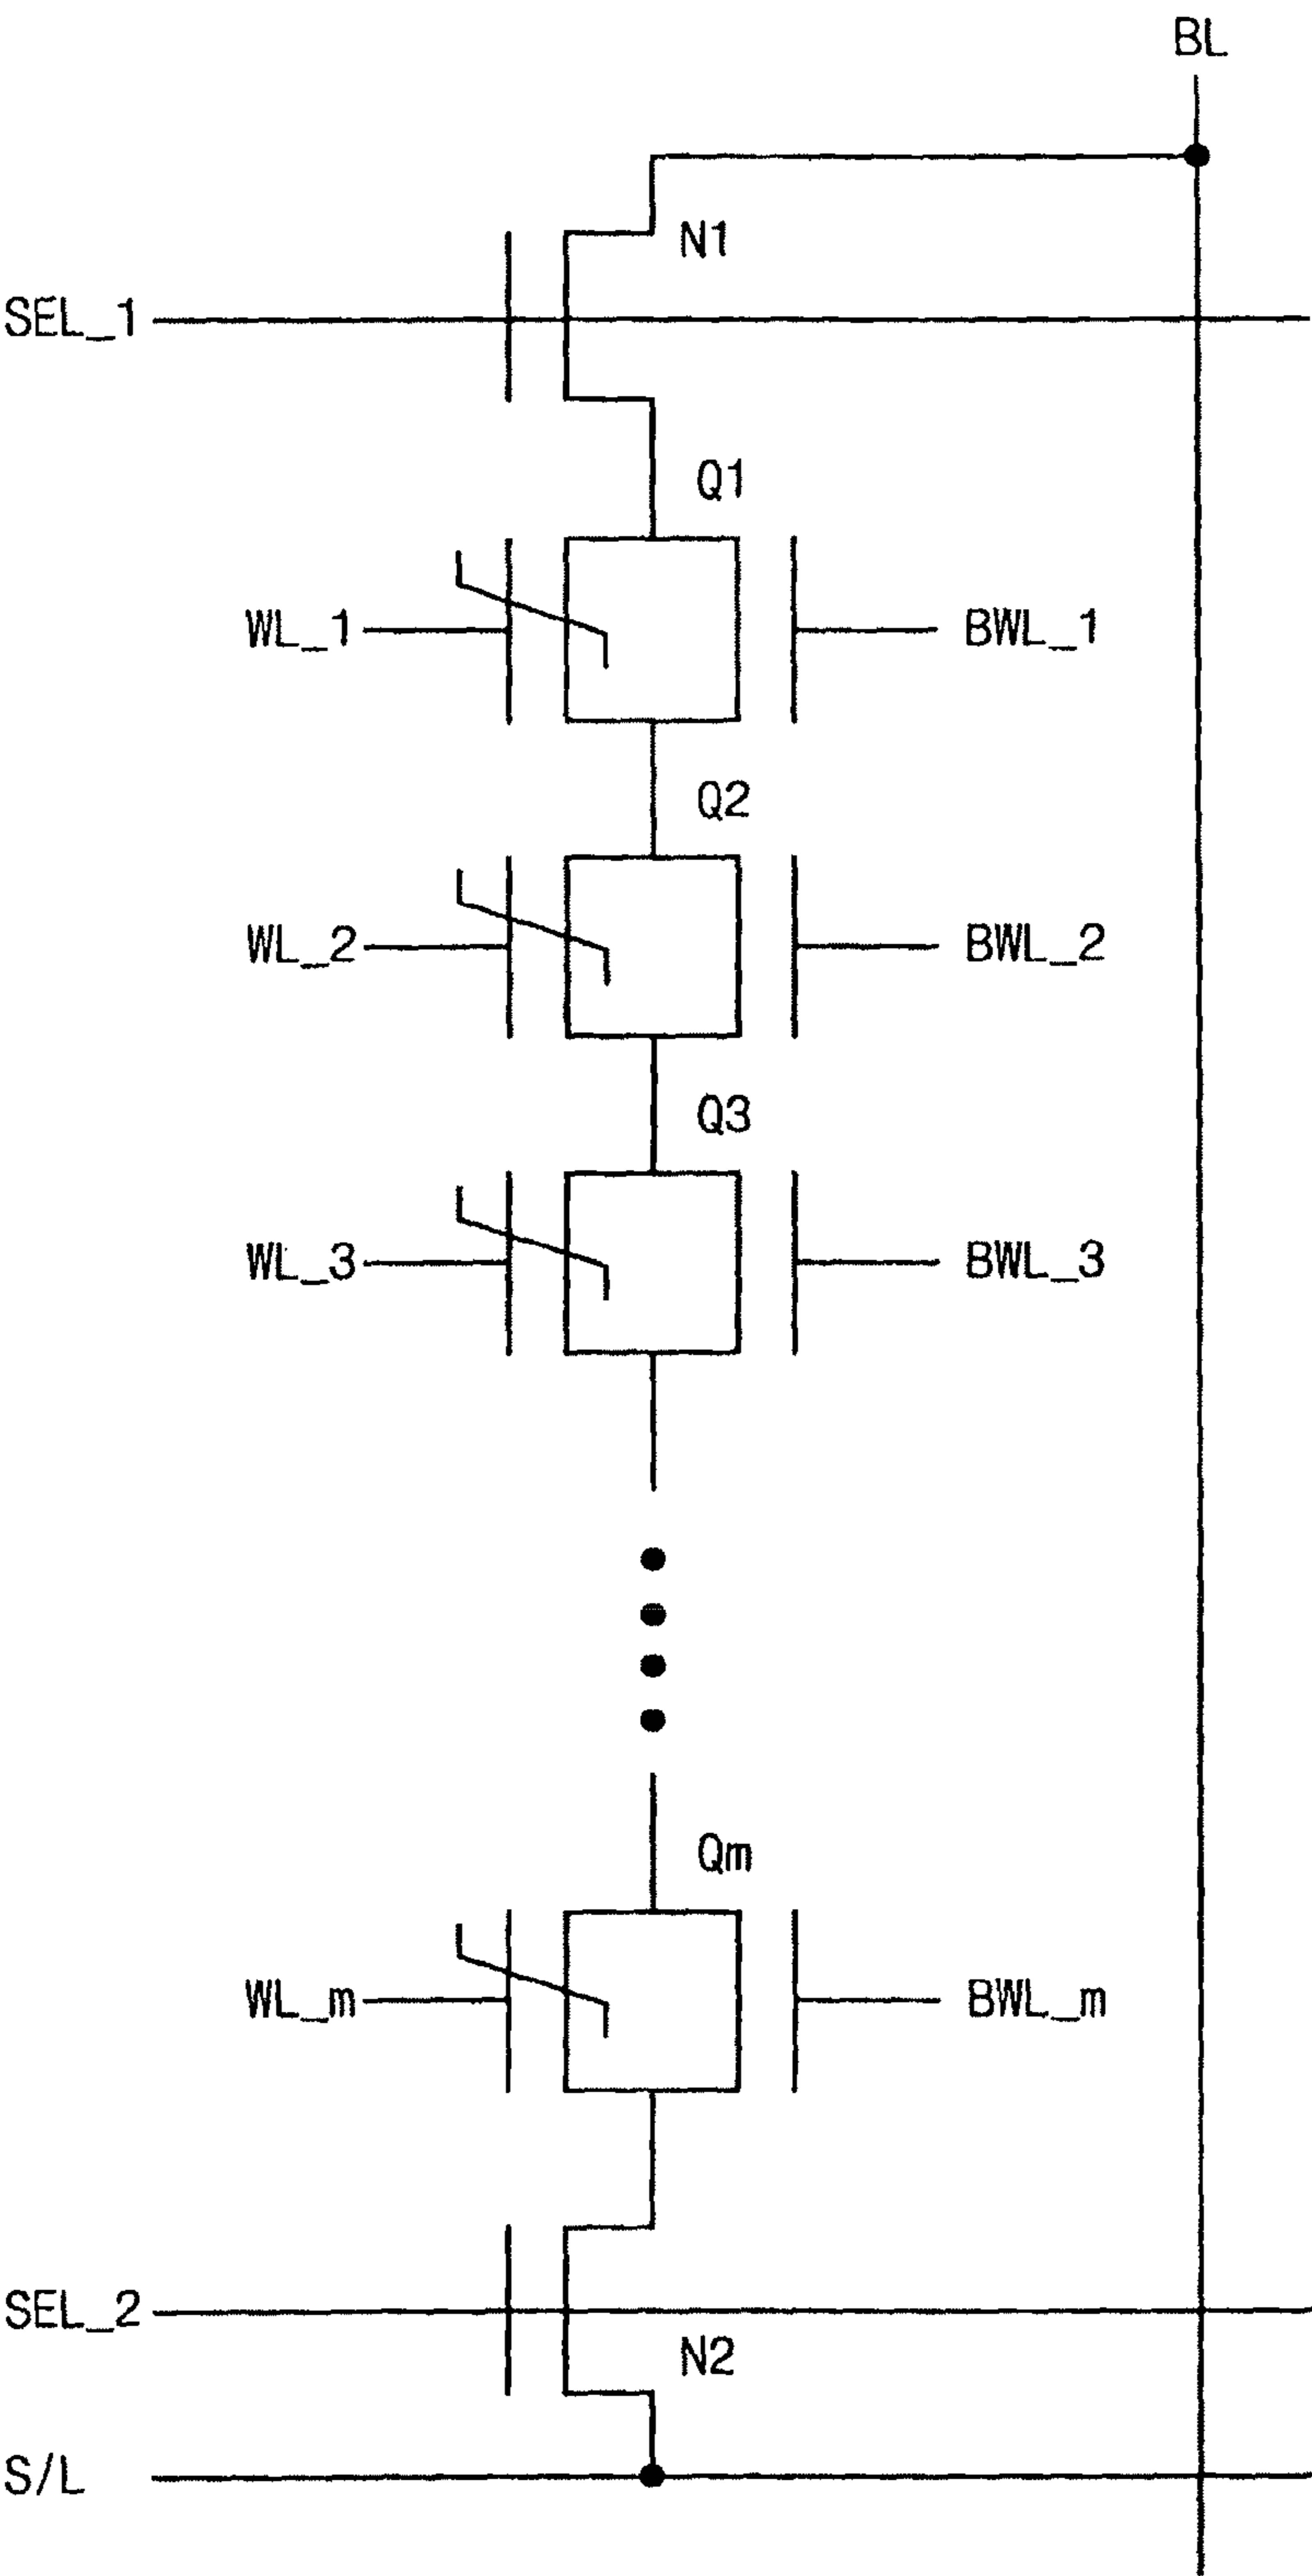 BL
N1
SEL_1
Q1
WL_1
BWL_1
Q2
WL_2
BWL_2
Q3
WL_3
BWL_3
Qm
WL_m
BWL_m
SEL_2
N2
S/L